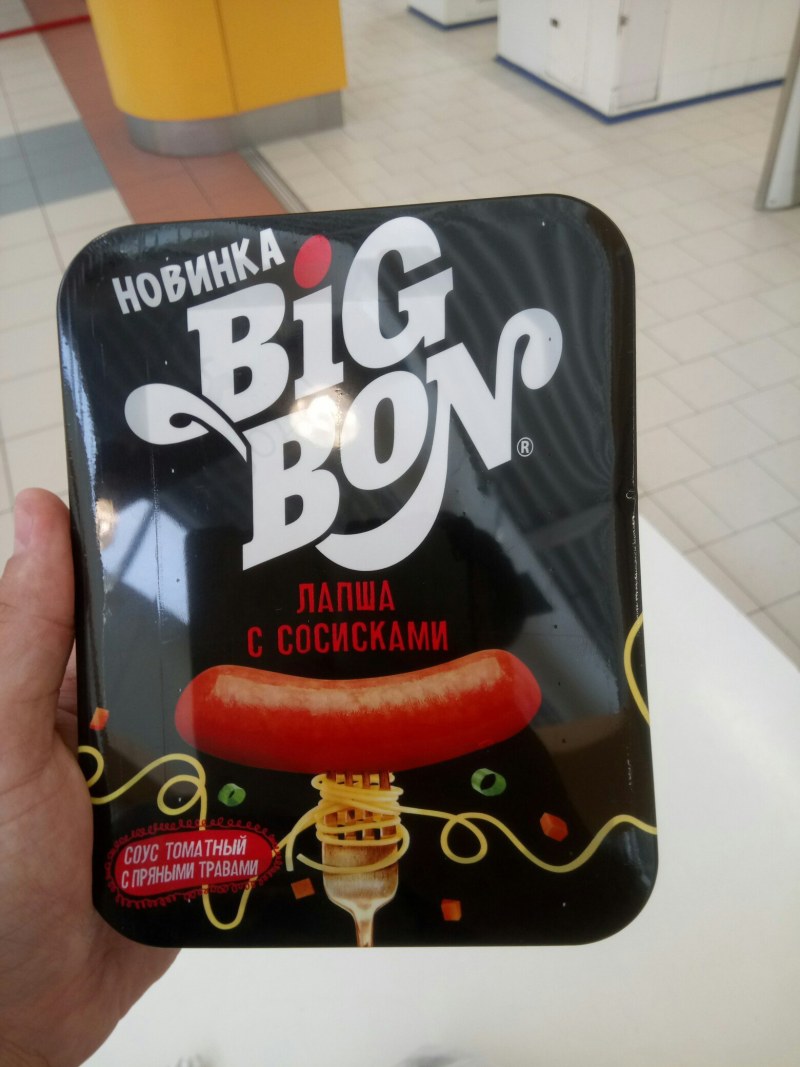 НОВИНКА
BiG
BON®
ЛАПША
С СОСИСКАМИ
СОУС ТОМАТНЫЙ
С ПРЯНЫМИ ТРАВАМИ